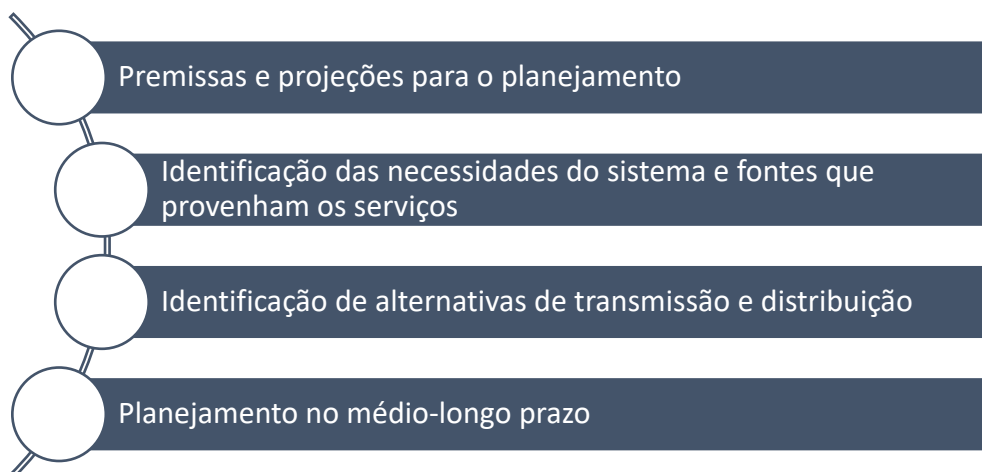 Premissas e projeções para o planejamento
Identificação das necessidades do sistema e fontes que
provenham os serviços
Identificação de alternativas de transmissão e distribuição
Planejamento no médio-longo prazo